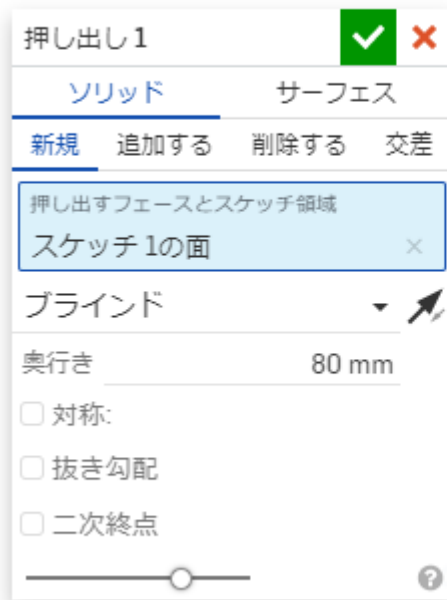 押し出し 1
ソリッド サーフェス
新規 追加する 削除する 交差
押し出すフェースとスケッチ領域
スケッチ 1の面
ブラインド
奥行き 80 mm
対称:
抜き勾配
二次終点